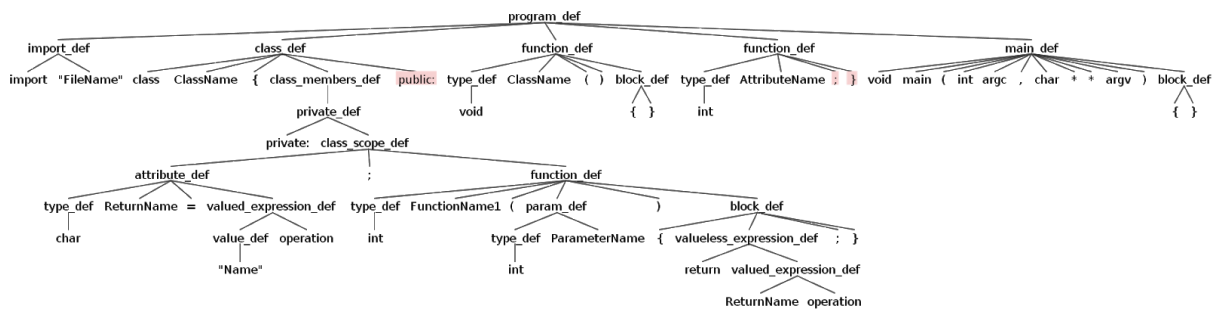 program_def
import_def class_def function_def function_def main_def
import "FileName" class ClassName { class_members_def public: type_def ClassName ( ) block_def type_def AttributeName ; } void main ( int argc , char * * argv ) block_def
private_def void { } int { }
private: class_scope_def
attribute_def ; function_def
type_def ReturnName = valued_expression_def type_def FunctionName1 ( param_def ) block_def
char value_def operation int type_def ParameterName { valueless_expression_def ; }
"Name" int return valued_expression_def
ReturnName operation